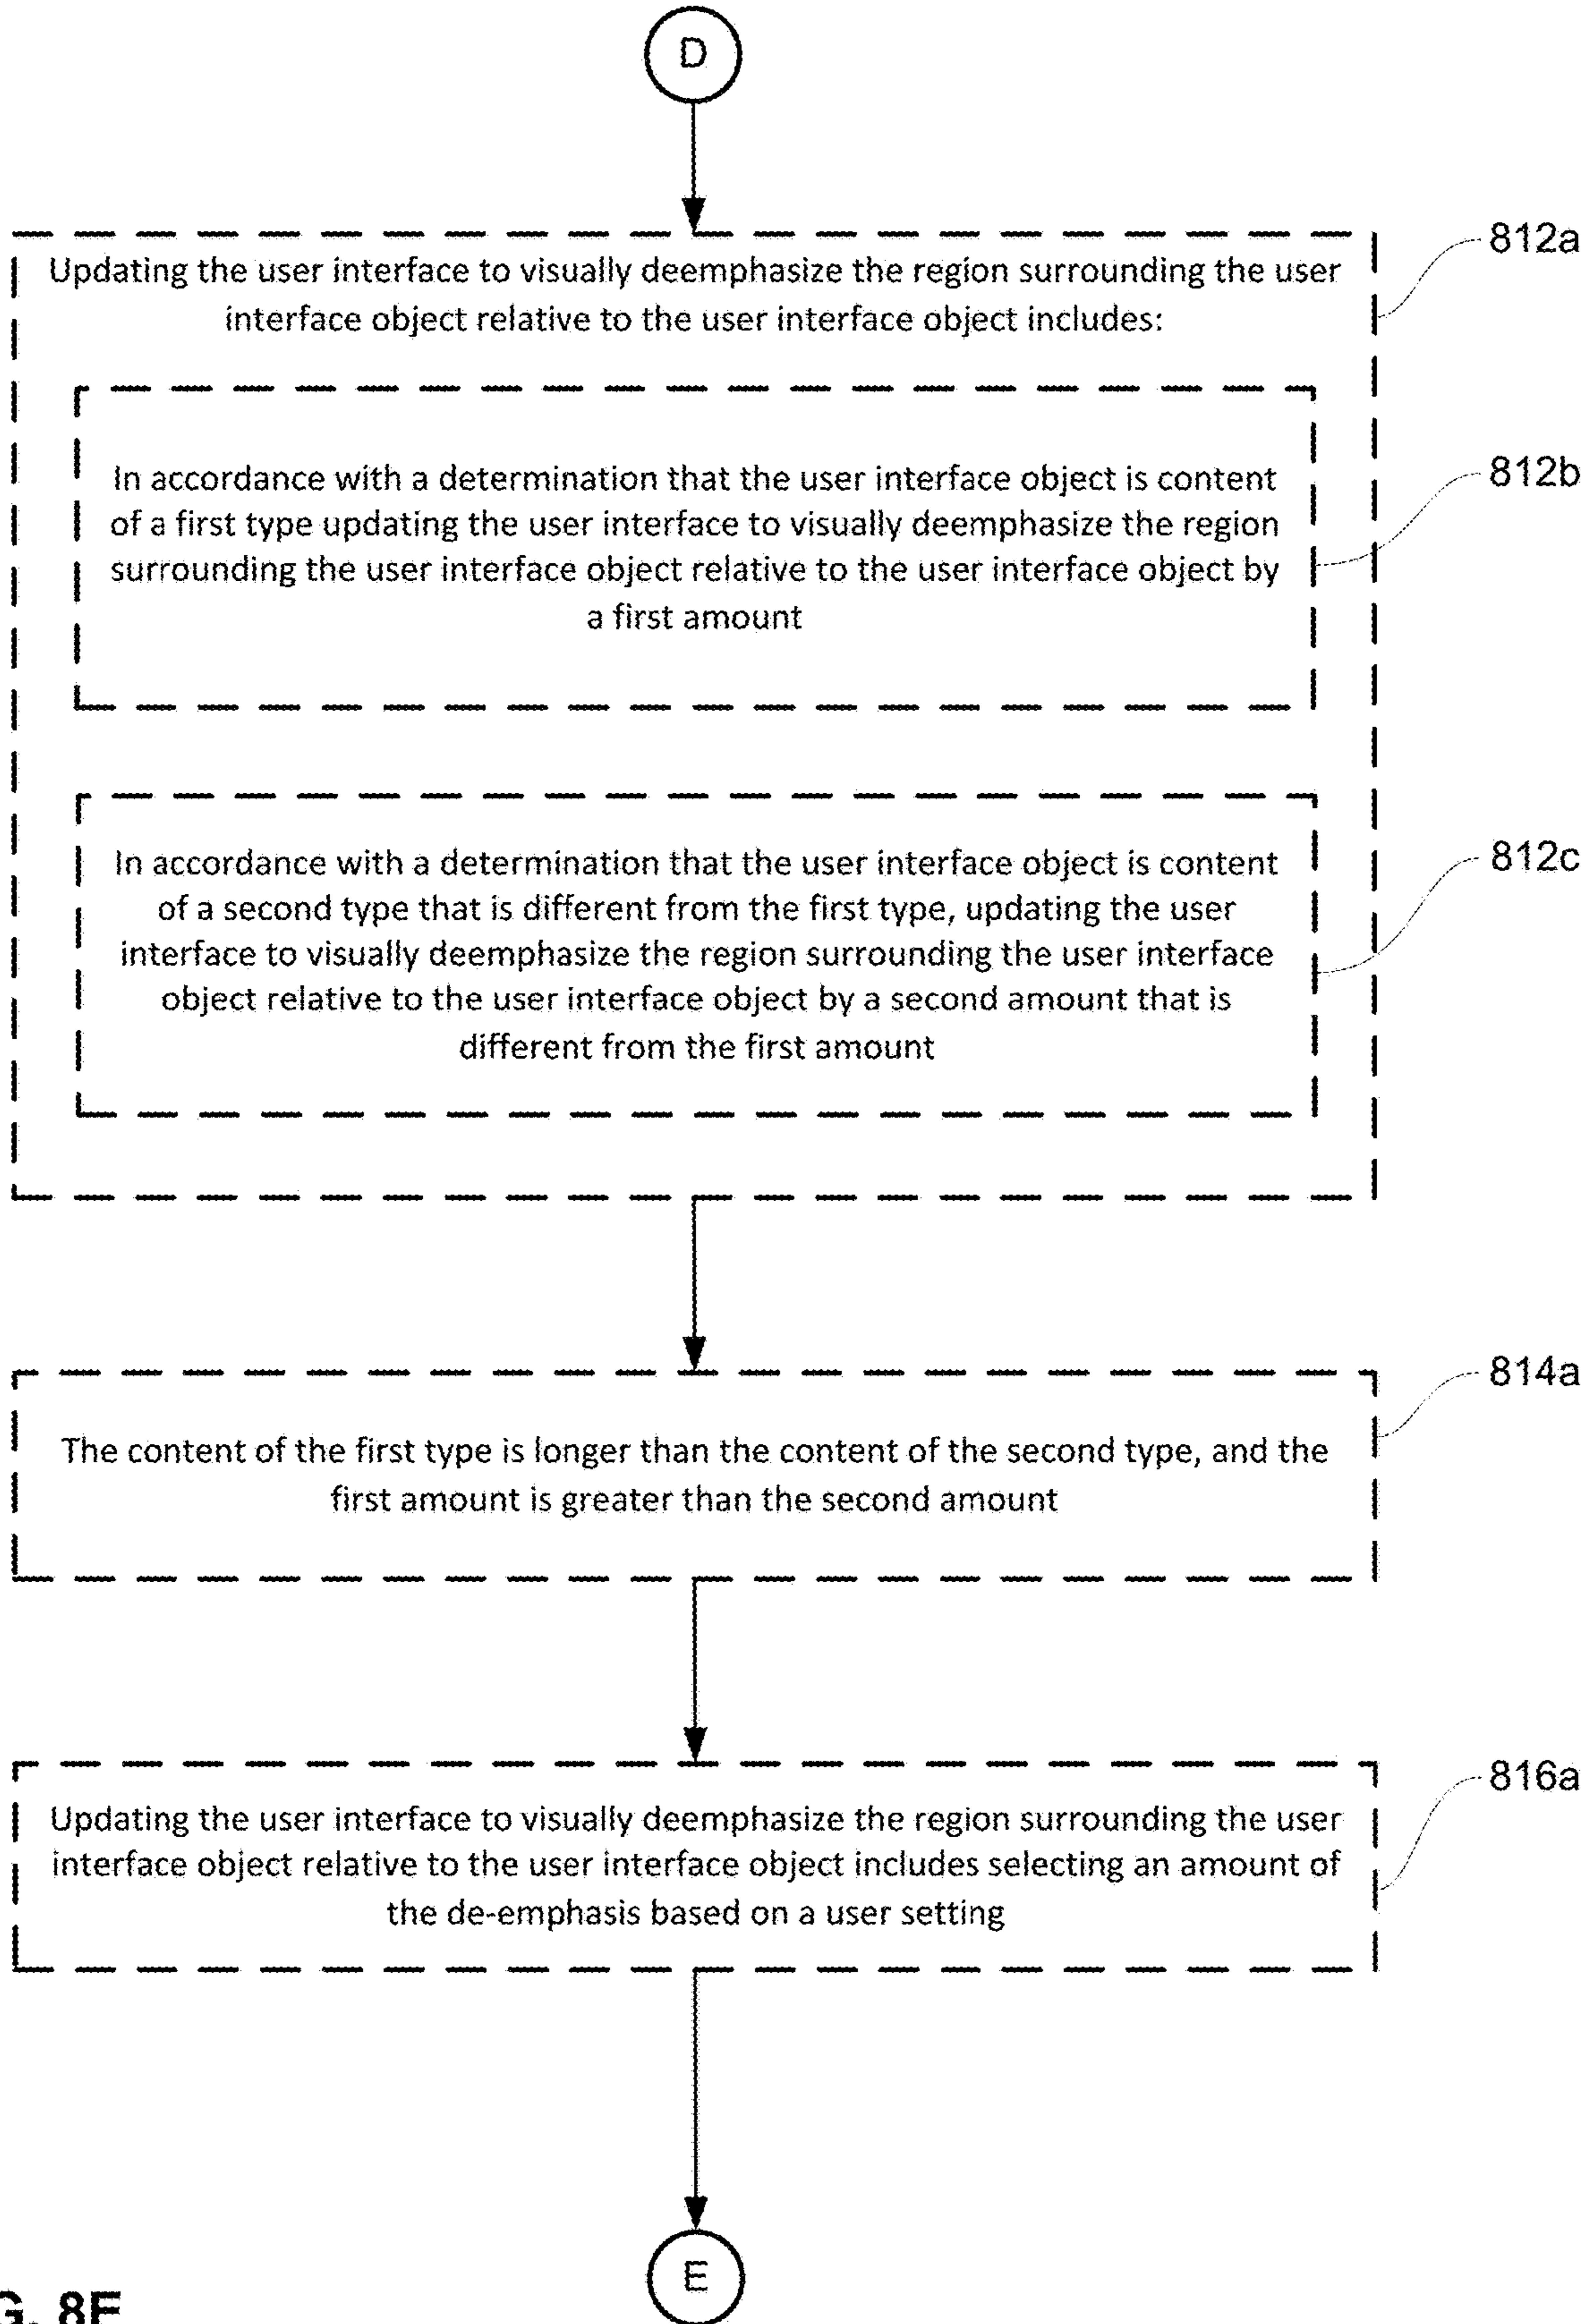 D
812a
Updating the user interface to visually deemphasize the region surrounding the user
interface object relative to the user interface object includes:
812b
In accordance with a determination that the user interface object is content
of a first type updating the user interface to visually deemphasize the region
surrounding the user interface object relative to the user interface object by
a first amount
812c
In accordance with a determination that the user interface object is content
of a second type that is different from the first type, updating the user
interface to visually deemphasize the region surrounding the user interface
object relative to the user interface object by a second amount that is
different from the first amount
814a
The content of the first type is longer than the content of the second type, and the
first amount is greater than the second amount
816a
Updating the user interface to visually deemphasize the region surrounding the user
interface object relative to the user interface object includes selecting an amount of
the de-emphasis based on a user setting
E